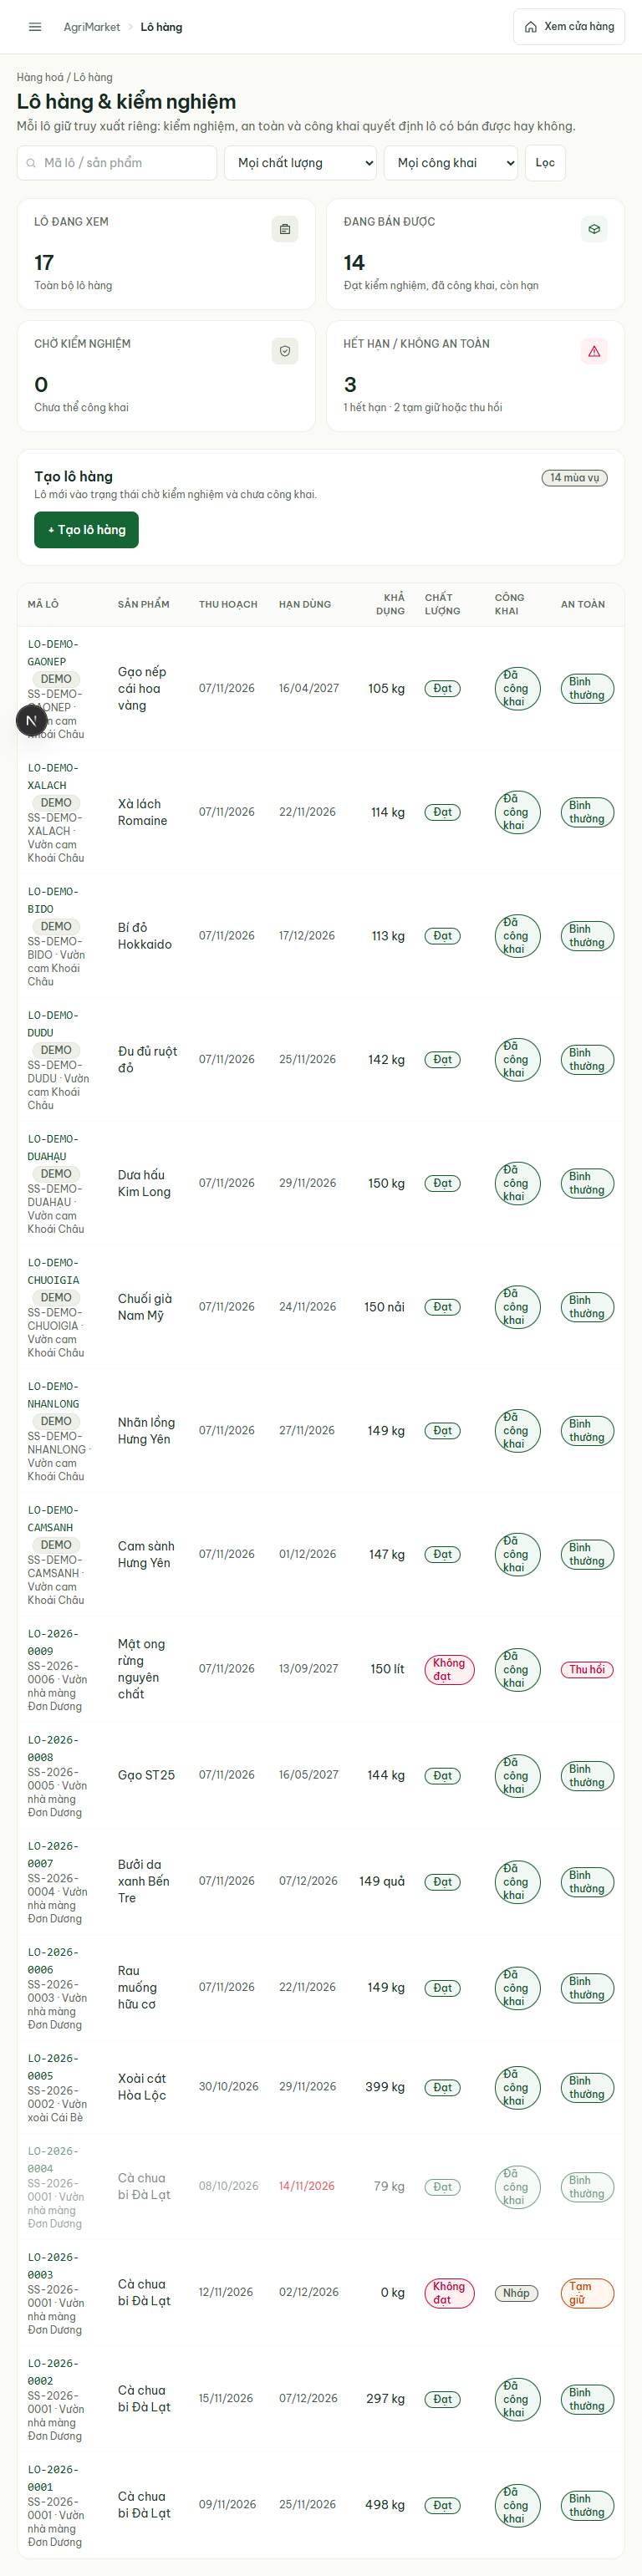 AgriMarket > Lô hàng
Xem cửa hàng
Hàng hoá / Lô hàng
Lô hàng & kiểm nghiệm
Mỗi lô giữ truy xuất riêng: kiểm nghiệm, an toàn và công khai quyết định lô có bán được hay không.
Mã lô / sản phẩm
Mọi chất lượng
Mọi công khai
Lọc
LÔ ĐANG XEM
17
Toàn bộ lô hàng
ĐANG BÁN ĐƯỢC
14
Đạt kiểm nghiệm, đã công khai, còn hạn
CHỜ KIỂM NGHIỆM
0
Chưa thể công khai
HẾT HẠN / KHÔNG AN TOÀN
3
1 hết hạn · 2 tạm giữ hoặc thu hồi
Tạo lô hàng
14 mùa vụ
Lô mới vào trạng thái chờ kiểm nghiệm và chưa công khai.
+ Tạo lô hàng
MÃ LÔ
SẢN PHẨM
THU HOẠCH
HẠN DÙNG
KHẢ
DỤNG
CHẤT
LƯỢNG
CÔNG
KHAI
AN TOÀN
LO-DEMO-
GAONEP
DEMO
SS-DEMO-
GAONEP ·
Vườn cam
Khoái Châu
Gạo nếp
cái hoa
vàng
07/11/2026
16/04/2027
105 kg
Đạt
Đã
công
khai
Bình
thường
N
LO-DEMO-
XALACH
DEMO
SS-DEMO-
XALACH ·
Vườn cam
Khoái Châu
Xà lách
Romaine
07/11/2026
22/11/2026
114 kg
Đạt
Đã
công
khai
Bình
thường
LO-DEMO-
BIDO
DEMO
SS-DEMO-
BIDO · Vườn
cam Khoái
Châu
Bí đỏ
Hokkaido
07/11/2026
17/12/2026
113 kg
Đạt
Đã
công
khai
Bình
thường
LO-DEMO-
DUDU
DEMO
SS-DEMO-
DUDU · Vườn
cam Khoái
Châu
Đu đủ ruột
đỏ
07/11/2026
25/11/2026
142 kg
Đạt
Đã
công
khai
Bình
thường
LO-DEMO-
DUAHAU
DEMO
SS-DEMO-
DUAHAU ·
Vườn cam
Khoái Châu
Dưa hấu
Kim Long
07/11/2026
29/11/2026
150 kg
Đạt
Đã
công
khai
Bình
thường
LO-DEMO-
CHUOIGIA
DEMO
SS-DEMO-
CHUOIGIA ·
Vườn cam
Khoái Châu
Chuối già
Nam Mỹ
07/11/2026
24/11/2026
150 nải
Đạt
Đã
công
khai
Bình
thường
LO-DEMO-
NHANLONG
DEMO
SS-DEMO-
NHANLONG ·
Vườn cam
Khoái Châu
Nhãn lồng
Hưng Yên
07/11/2026
27/11/2026
149 kg
Đạt
Đã
công
khai
Bình
thường
LO-DEMO-
CAMSANH
DEMO
SS-DEMO-
CAMSANH ·
Vườn cam
Khoái Châu
Cam sành
Hưng Yên
07/11/2026
01/12/2026
147 kg
Đạt
Đã
công
khai
Bình
thường
LO-2026-
0009
SS-2026-
0006 · Vườn
nhà màng
Đơn Dương
Mật ong
rừng
nguyên
chất
07/11/2026
13/09/2027
150 lít
Không
đạt
Đã
công
khai
Thu hồi
LO-2026-
0008
SS-2026-
0005 · Vườn
nhà màng
Đơn Dương
Gạo ST25
07/11/2026
16/05/2027
144 kg
Đạt
Đã
công
khai
Bình
thường
LO-2026-
0007
SS-2026-
0004 · Vườn
nhà màng
Đơn Dương
Bưởi da
xanh Bến
Tre
07/11/2026
07/12/2026
149 quả
Đạt
Đã
công
khai
Bình
thường
LO-2026-
0006
SS-2026-
0003 · Vườn
nhà màng
Đơn Dương
Rau
muống
hữu cơ
07/11/2026
22/11/2026
149 kg
Đạt
Đã
công
khai
Bình
thường
LO-2026-
0005
SS-2026-
0002 · Vườn
xoài Cái Bè
Xoài cát
Hòa Lộc
30/10/2026
29/11/2026
399 kg
Đạt
Đã
công
khai
Bình
thường
LO-2026-
0004
SS-2026-
0001 · Vườn
nhà màng
Đơn Dương
Cà chua
bi Đà Lạt
08/10/2026
14/11/2026
79 kg
Đạt
Đã
công
khai
Bình
thường
LO-2026-
0003
SS-2026-
0001 · Vườn
nhà màng
Đơn Dương
Cà chua
bi Đà Lạt
12/11/2026
02/12/2026
0 kg
Không
đạt
Nháp
Tạm
giữ
LO-2026-
0002
SS-2026-
0001 · Vườn
nhà màng
Đơn Dương
Cà chua
bi Đà Lạt
15/11/2026
07/12/2026
297 kg
Đạt
Đã
công
khai
Bình
thường
LO-2026-
0001
SS-2026-
0001 · Vườn
nhà màng
Đơn Dương
Cà chua
bi Đà Lạt
09/11/2026
25/11/2026
498 kg
Đạt
Đã
công
khai
Bình
thường